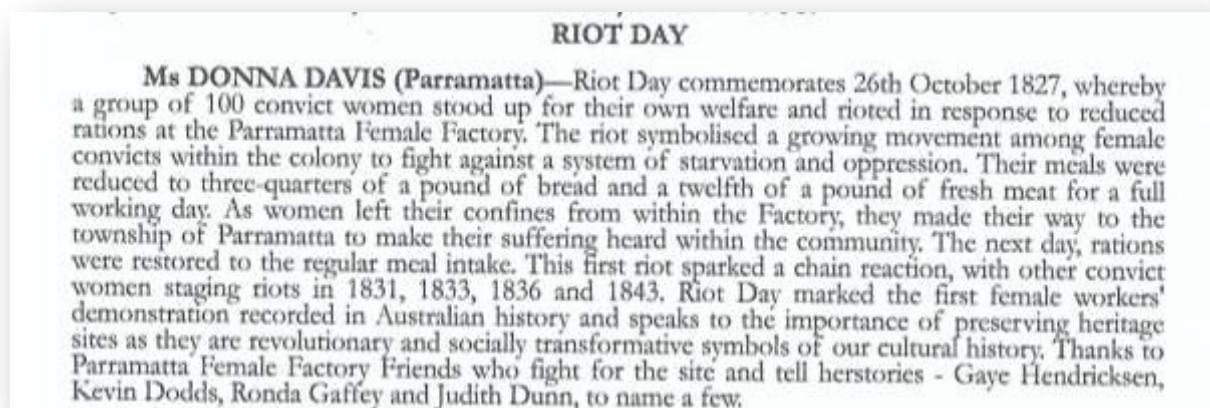 RIOT DAY
Ms DONNA DAVIS (Parramatta)—Riot Day commemorates 26th October 1827, whereby
a group of 100 convict women stood up for their own welfare and rioted in response to reduced
rations at the Parramatta Female Factory. The riot symbolised a growing movement among female
convicts within the colony to fight against a system of starvation and oppression. Their meals were
reduced to three-quarters of a pound of bread and a twelfth of a pound of fresh meat for a full
working day. As women left their confines from within the Factory, they made their way to the
township of Parramatta to make their suffering heard within the community. The next day, rations
were restored to the regular meal intake. This first riot sparked a chain reaction, with other convict
women staging riots in 1831, 1833, 1836 and 1843. Riot Day marked the first female workers'
demonstration recorded in Australian history and speaks to the importance of preserving heritage
sites as they are revolutionary and socially transformative symbols of our cultural history. Thanks to
Parramatta Female Factory Friends who fight for the site and tell herstories - Gaye Hendricksen,
Kevin Dodds, Ronda Gaffey and Judith Dunn, to name a few.